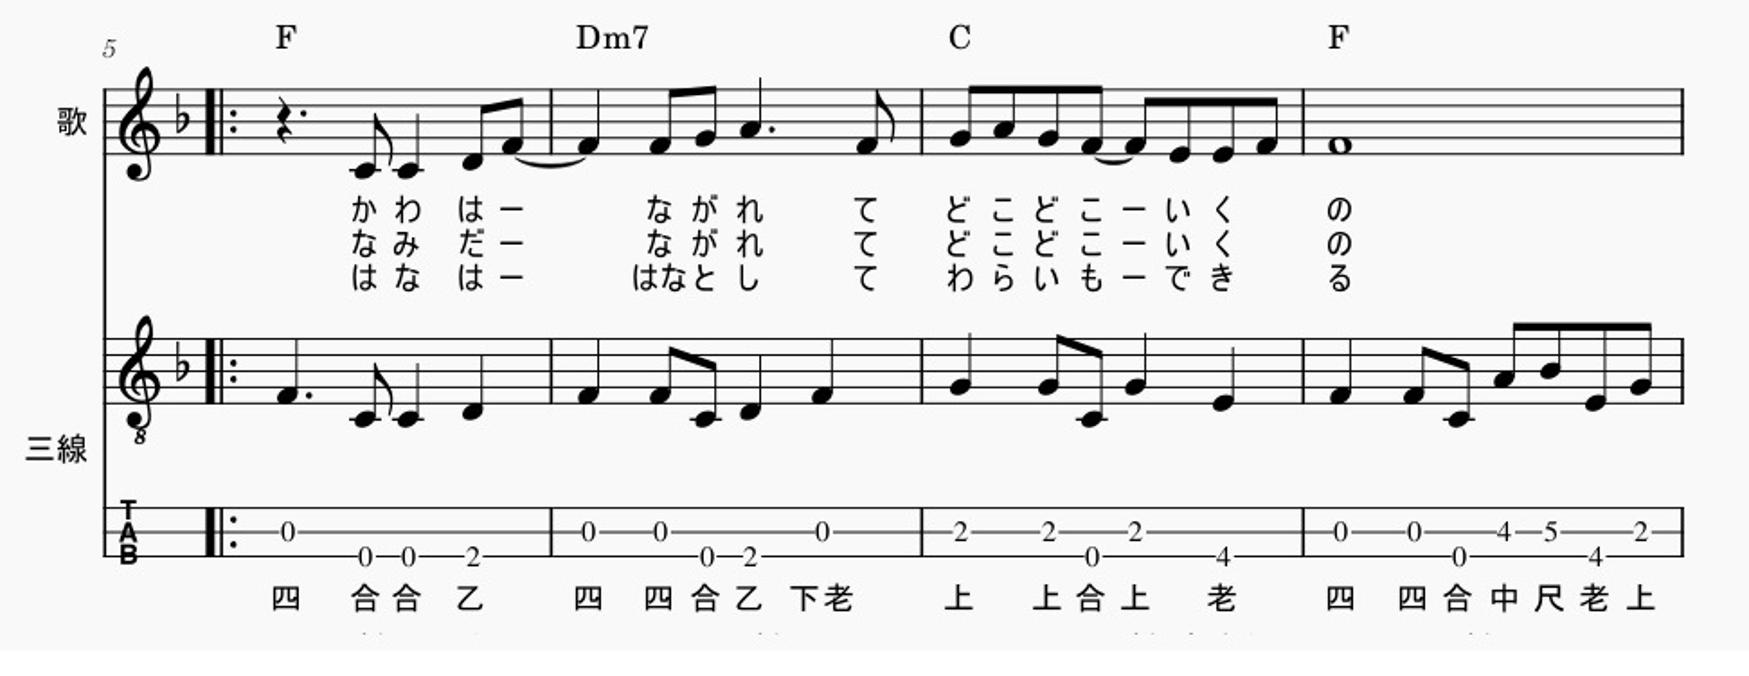 5 F Dm7 C F
歌
かわはー ながれ て どこどこーいく の
なみだー ながれ て どこどこーいく の
はなはー はなとし て わらいもーでき る
8
三線
T A B
0 0 0 2 0 0 0 2 0 2 2 0 2 4 0 0 0 4 5 4 2
四 合合 乙 四 四合乙 下老 上 上合上 老 四 四合中尺老上